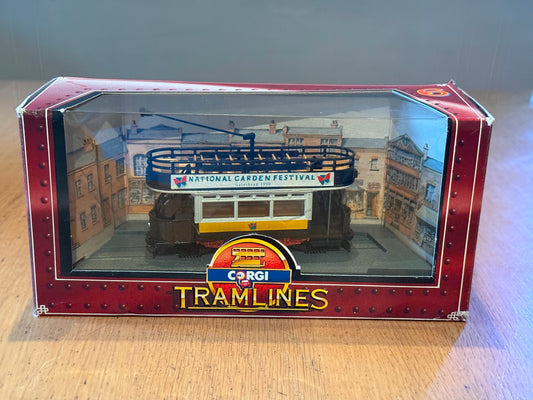 NATIONAL GARDEN FESTIVAL
Gateshead 1990
CORGI
TRAMLINES